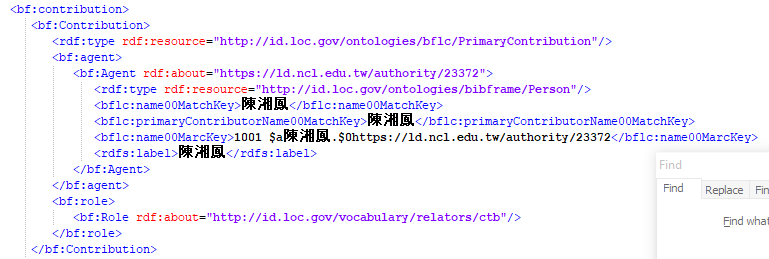 <bf:contribution>
<bf:Contribution>
<rdf:type rdf:resource="http://id.loc.gov/ontologies/bflc/PrimaryContribution"/>
<bf:agent>
<bf:Agent rdf:about="https://ld.ncl.edu.tw/authority/23372">
<rdf:type rdf:resource="http://id.loc.gov/ontologies/bibframe/Person"/>
<bflc:name00MatchKey>陳湘鳳</bflc:name00MatchKey>
<bflc:primaryContributorName00MatchKey>陳湘鳳</bflc:primaryContributorName00MatchKey>
<bflc:name00MarcKey>1001 $a陳湘鳳.$0https://ld.ncl.edu.tw/authority/23372</bflc:name00MarcKey>
<rdfs:label>陳湘鳳</rdfs:label>
</bf:Agent>
</bf:agent>
<bf:role>
<bf:Role rdf:about="http://id.loc.gov/vocabulary/relators/ctb"/>
</bf:role>
</bf:Contribution>
Find
Find Replace Fin
Find what